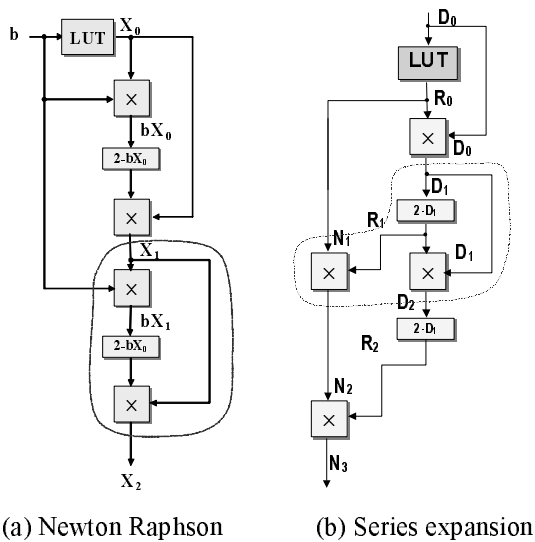 b
LUT
X0
×
bX0
2-bX0
×
X1
×
bX1
2-bX0
×
X2
(a) Newton Raphson
D0
LUT
R0
×
D0
D1
2-D1
R1
N1
×
×
D1
D2
2-D1
R2
N2
×
N3
(b) Series expansion